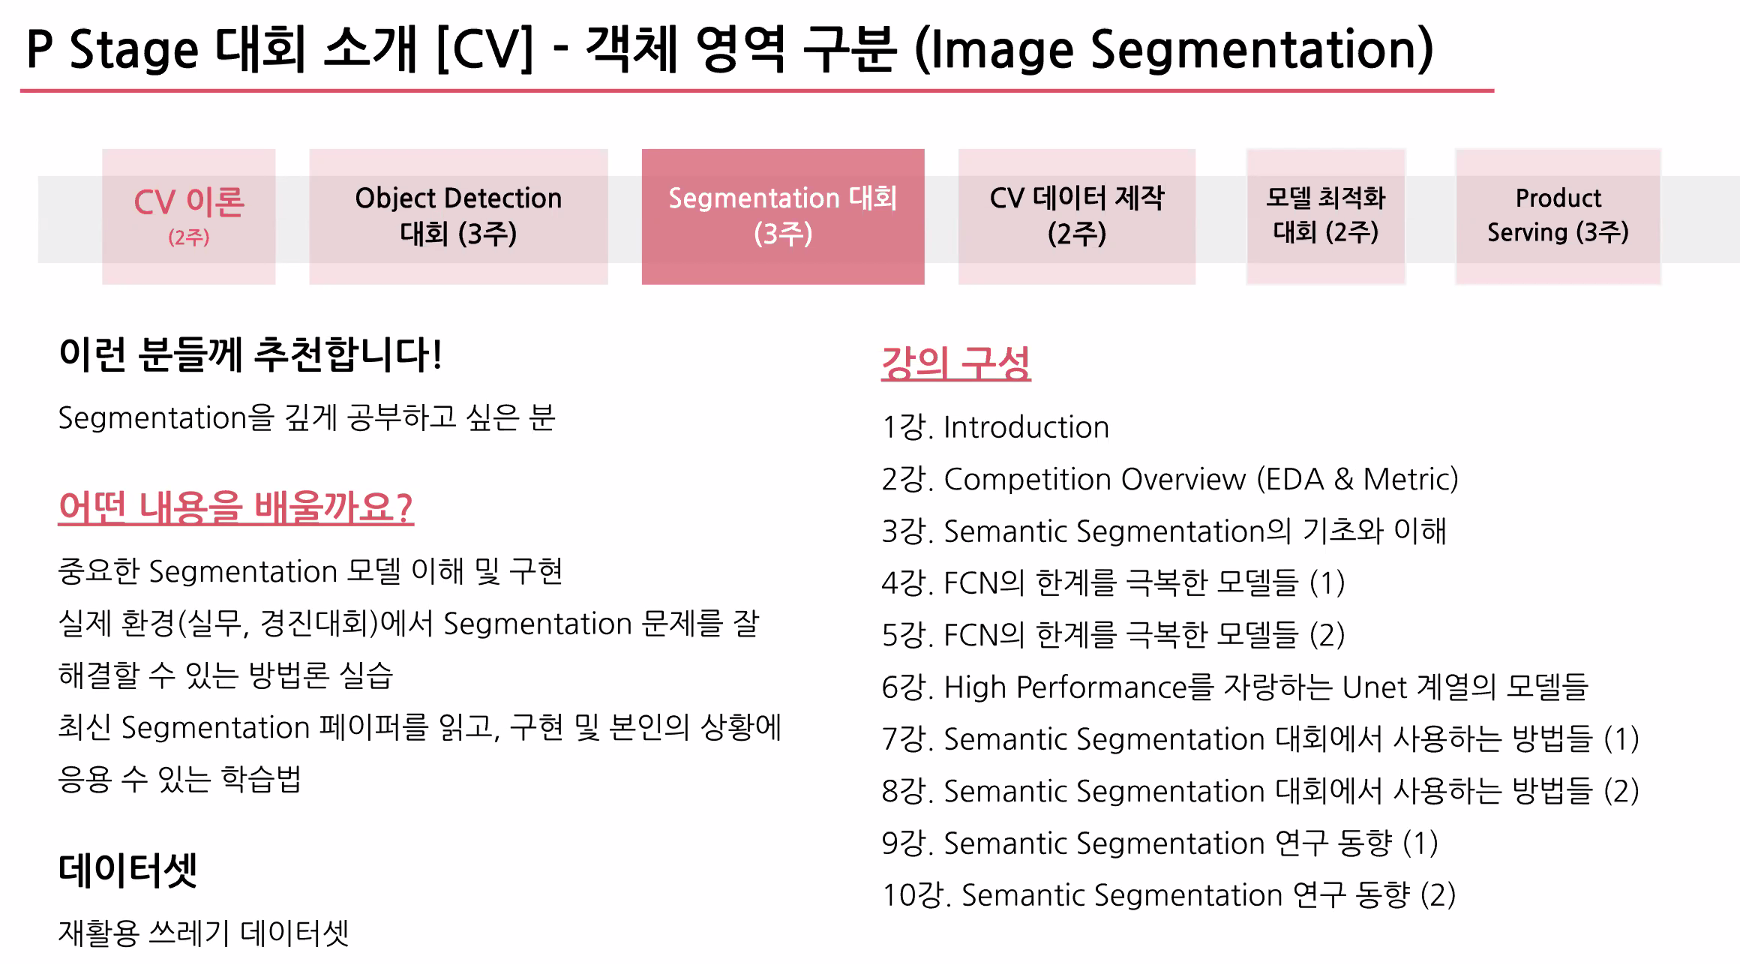 P Stage 대회 소개 [CV] - 객체 영역 구분 (Image Segmentation)
CV 이론
(2주)
Object Detection
대회 (3주)
Segmentation 대회
(3주)
CV 데이터 제작
(2주)
모델 최적화
대회 (2주)
Product
Serving (3주)
이런 분들께 추천합니다!
Segmentation을 깊게 공부하고 싶은 분
어떤 내용을 배울까요?
중요한 Segmentation 모델 이해 및 구현
실제 환경(실무, 경진대회)에서 Segmentation 문제를 잘
해결할 수 있는 방법론 실습
최신 Segmentation 페이퍼를 읽고, 구현 및 본인의 상황에
응용 수 있는 학습법
데이터셋
재활용 쓰레기 데이터셋
강의 구성
1강. Introduction
2강. Competition Overview (EDA & Metric)
3강. Semantic Segmentation의 기초와 이해
4강. FCN의 한계를 극복한 모델들 (1)
5강. FCN의 한계를 극복한 모델들 (2)
6강. High Performance를 자랑하는 Unet 계열의 모델들
7강. Semantic Segmentation 대회에서 사용하는 방법들 (1)
8강. Semantic Segmentation 대회에서 사용하는 방법들 (2)
9강. Semantic Segmentation 연구 동향 (1)
10강. Semantic Segmentation 연구 동향 (2)